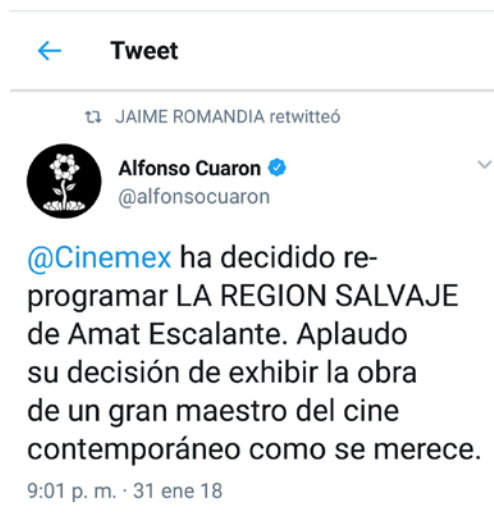 Tweet
JAIME ROMANDIA retwitteó
Alfonso Cuaron
@alfonsocuaron
@Cinemex ha decidido re-
programar LA REGION SALVAJE
de Amat Escalante. Aplaudo
su decisión de exhibir la obra
de un gran maestro del cine
contemporáneo como se merece.
9:01 p. m. · 31 ene 18